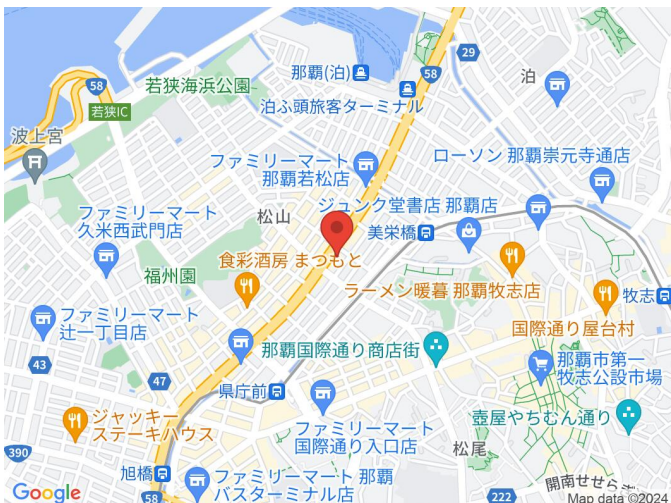 29
那覇(泊)
58
泊
58
若狭海浜公園
若狭IC
泊ふ頭旅客ターミナル
波上宮
ファミリーマート
那覇若松店
ローソン 那覇崇元寺通店
ファミリーマート
久米西武門店
松山
ジュンク堂書店 那覇店
美栄橋
食彩酒房 まつもと
福州園
ラーメン暖暮 那覇牧志店
牧志
ファミリーマート
辻一丁目店
国際通り屋台村
那覇国際通り商店街
43
那覇市第一
牧志公設市場
47
県庁前
ジャッキー
ステーキハウス
ファミリーマート
国際通り入口店
壺屋やちむん通り
390
松尾
旭橋
ファミリーマート 那覇
バスターミナル店
開南せせらぎ
Google
58
222
Map data ©2024